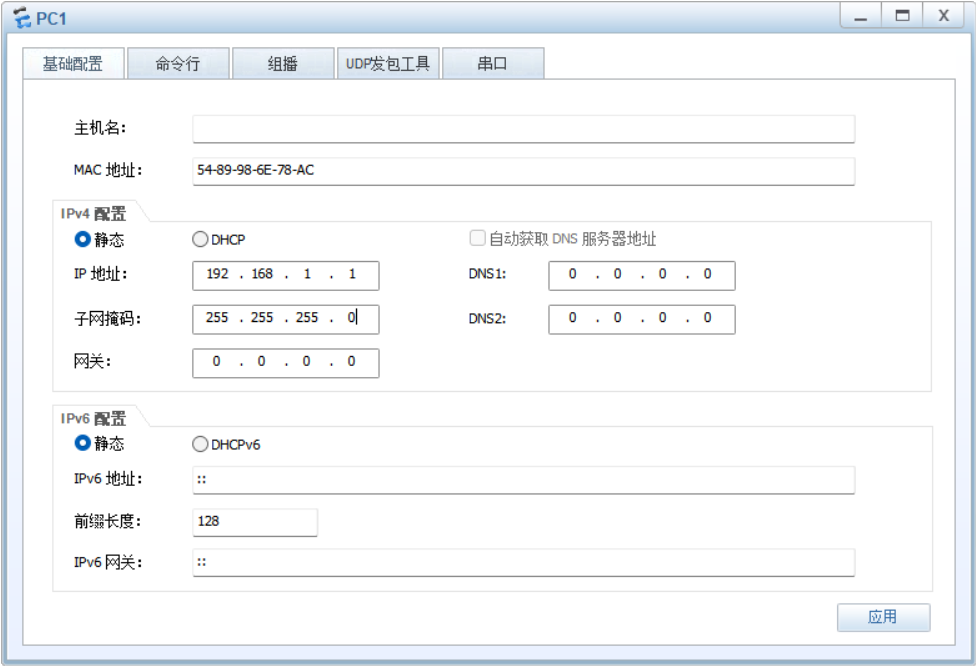 PC1
X
基础配置 命令行 组播 UDP发包工具 串口
主机名:
MAC 地址: 54-89-98-6E-78-AC
IPv4 配置
静态 DHCP 自动获取 DNS 服务器地址
IP 地址: 192 . 168 . 1 . 1 DNS1: 0 . 0 . 0 . 0
子网掩码: 255 . 255 . 255 . 0 DNS2: 0 . 0 . 0 . 0
网关: 0 . 0 . 0 . 0
IPv6 配置
静态 DHCPv6
IPv6 地址: ::
前缀长度: 128
IPv6 网关: ::
应用